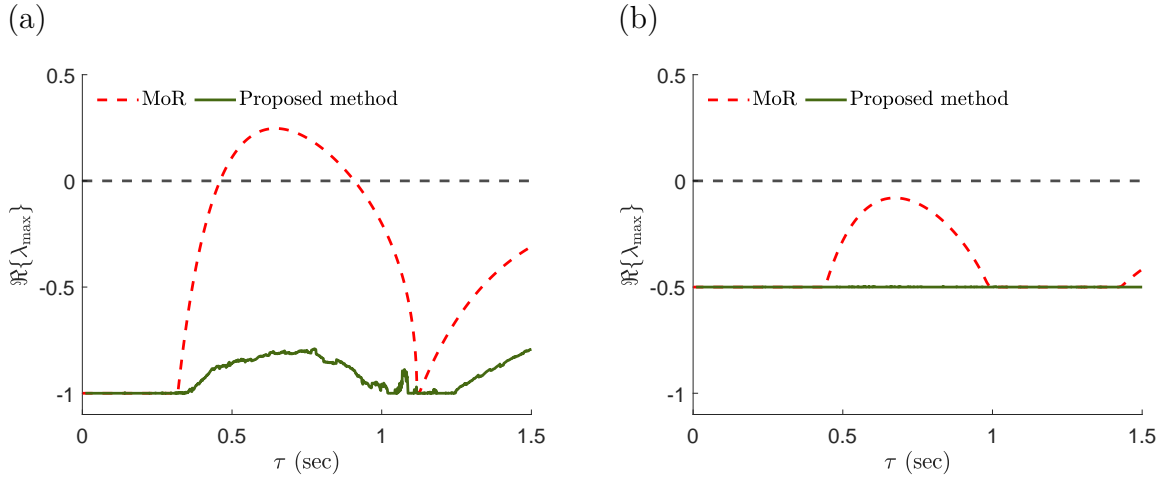 (a)
0.5
MoR Proposed method
0
-0.5
-1
ℜ{λmax}
0 0.5 1 1.5
τ (sec)
(b)
0.5
MoR Proposed method
0
-0.5
-1
ℜ{λmax}
0 0.5 1 1.5
τ (sec)